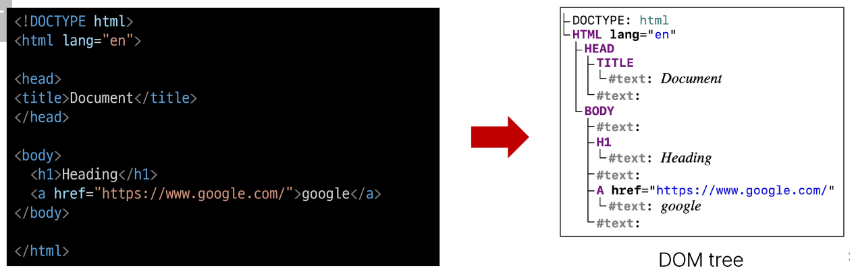 <!DOCTYPE html>
<html lang="en">
<head>
<title>Document</title>
</head>
<body>
<h1>Heading</h1>
<a href="https://www.google.com/">google</a>
</body>
</html>
DOCTYPE: html
HTML lang="en"
HEAD
TITLE
#text: Document
#text:
BODY
#text:
H1
#text: Heading
#text:
A href="https://www.google.com/"
#text: google
#text:
DOM tree